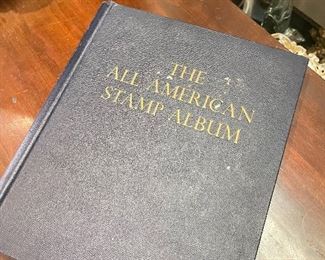 THE
ALL AMERICAN
STAMP ALBUM